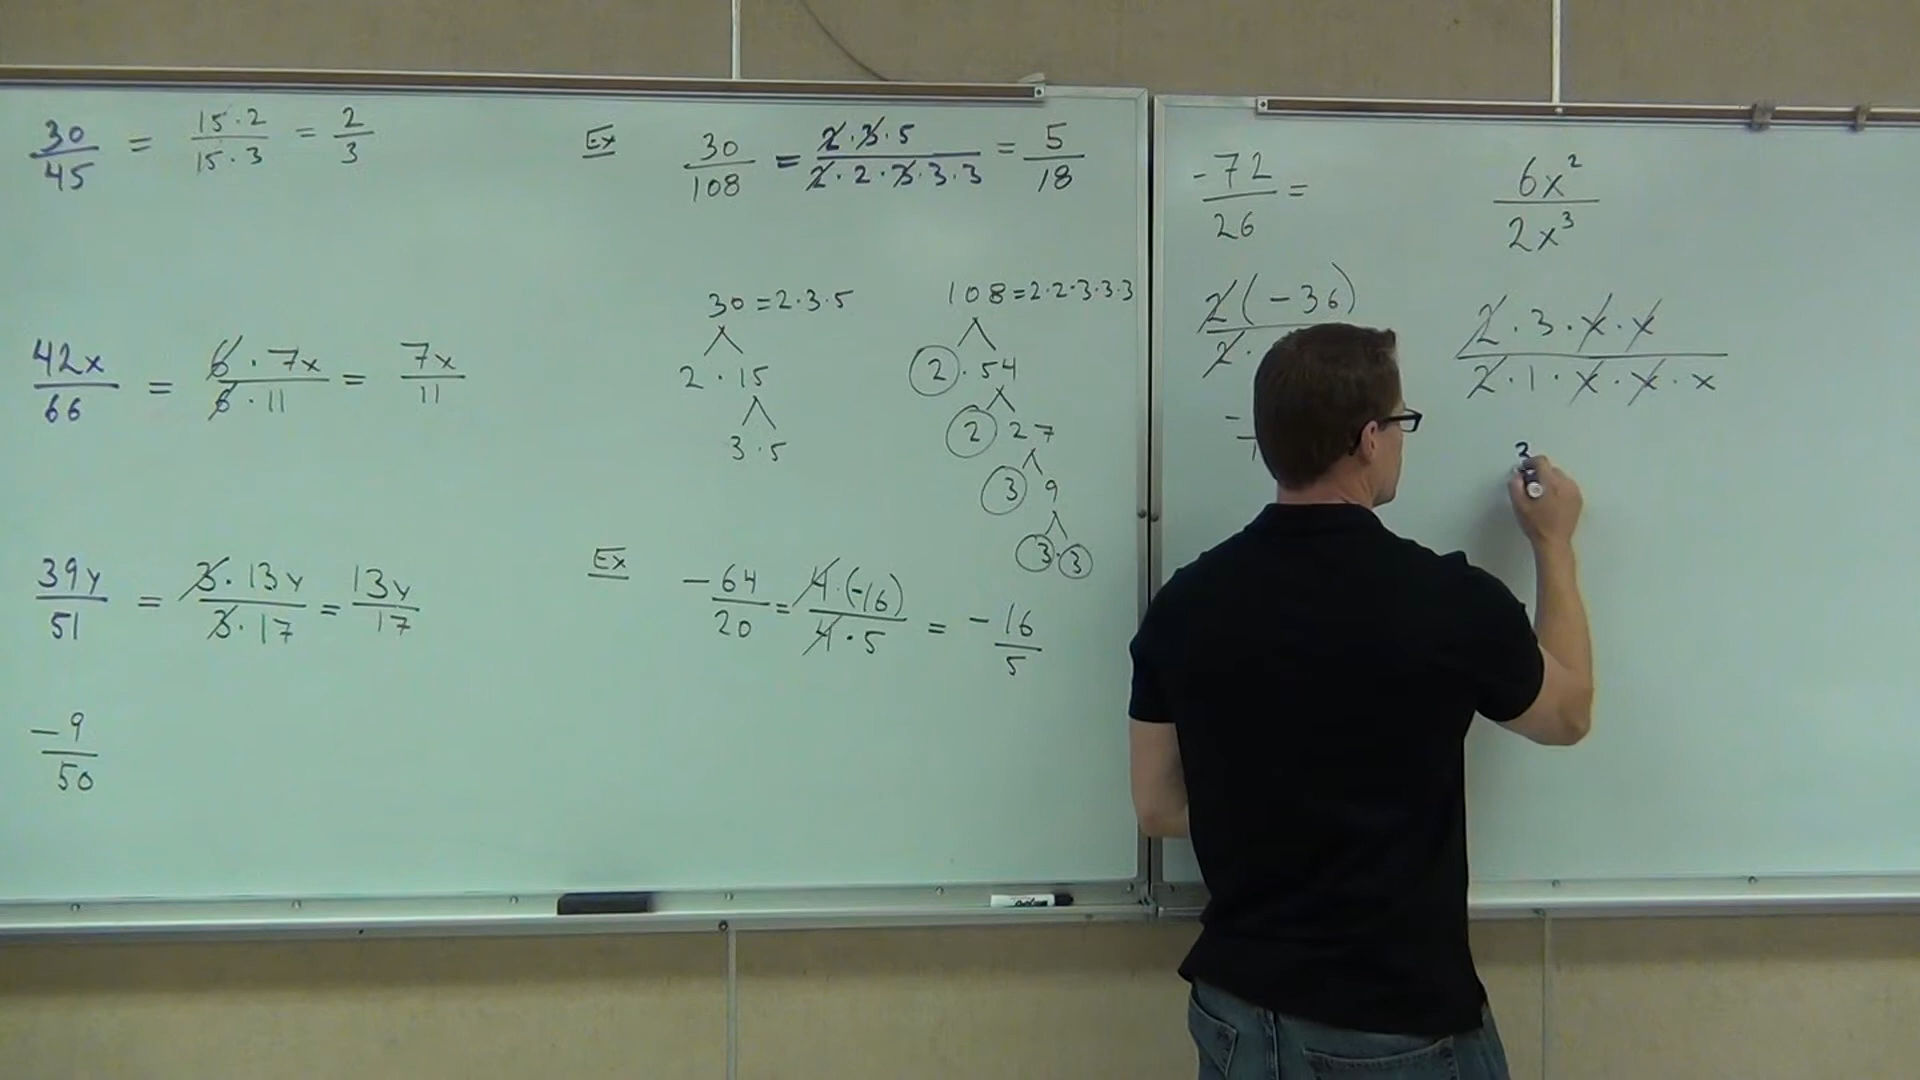 30/45 = 15·2/15·3 = 2/3
42x/66 = 6·7x/6·11 = 7x/11
39y/51 = 3·13y/3·17 = 13y/17
-9/50
Ex 30/108 = 2·3·5/2·2·3·3·3 = 5/18
30=2·3·5
2·15
3·5
108=2·2·3·3·3
2·54
2 27
3 9
3·3
Ex -64/20 = 4·(-16)/4·5 = -16/5
-72/26 =
2(-36)
2·
6x²/2x³
2·3·x·x/2·1·x·x·x
3